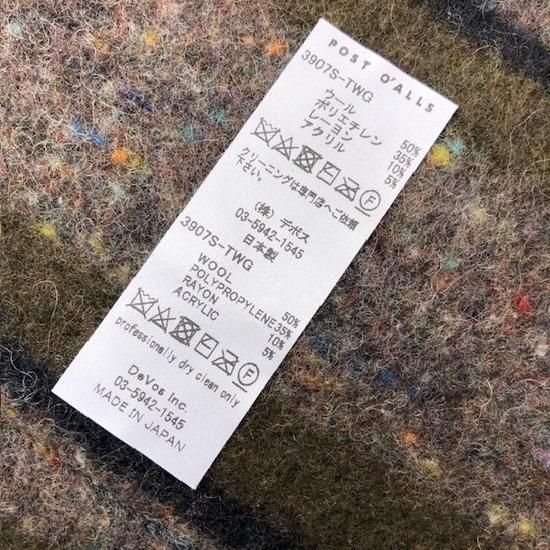 POST O'ALLS
3907S-TWG
ウール 50%
ポリエチレン 35%
レーヨン 10%
アクリル 5%
クリーニングは専門店へご依頼
下さい。
(株) デボス
03-5942-1545
日本製
3907S-TWG
WOOL 50%
POLYPROPYLENE 35%
RAYON 10%
ACRYLIC 5%
professionally dry clean only
DeVos Inc.
03-5942-1545
MADE IN JAPAN